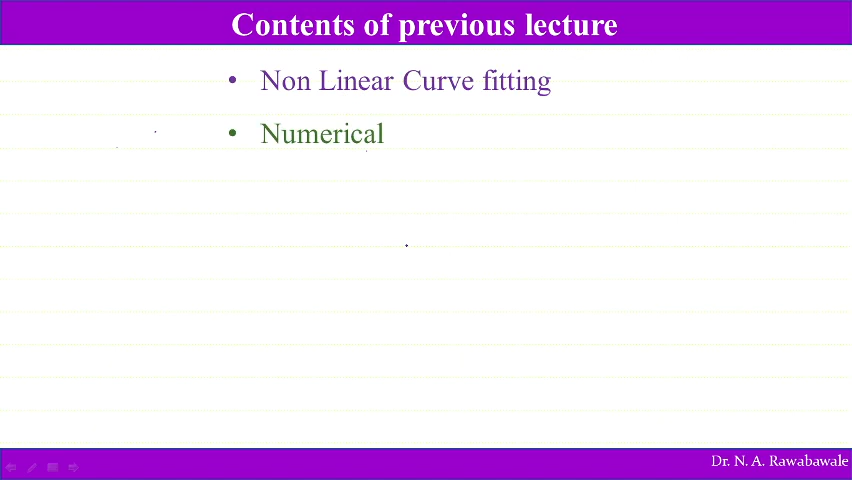 Contents of previous lecture
• Non Linear Curve fitting
• Numerical
Dr. N. A. Rawabawale